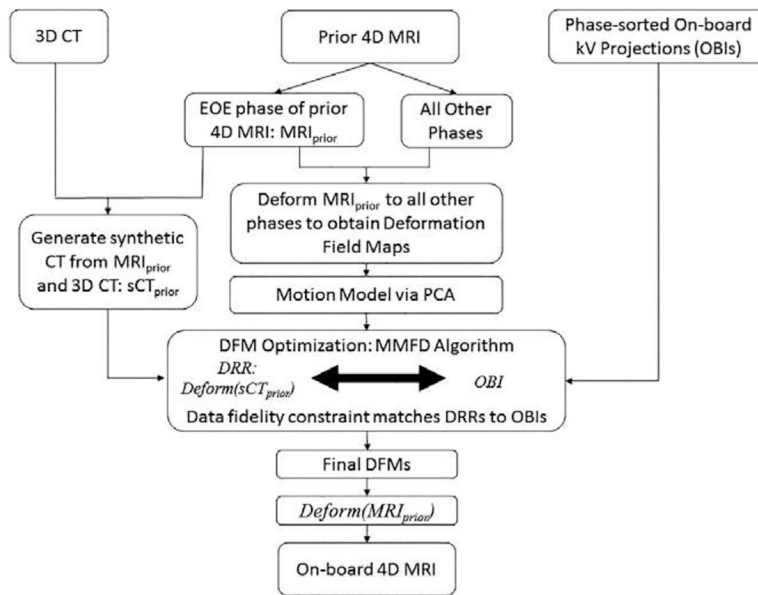 3D CT
Prior 4D MRI
Phase-sorted On-board
kV Projections (OBIs)
EOE phase of prior
4D MRI: MRIprior
All Other
Phases
Deform MRIprior to all other
phases to obtain Deformation
Field Maps
Generate synthetic
CT from MRIprior
and 3D CT: sCTprior
Motion Model via PCA
DFM Optimization: MMFD Algorithm
DRR:
Deform(sCTprior)
OBI
Data fidelity constraint matches DRRs to OBIs
Final DFMs
Deform(MRIprior)
On-board 4D MRI